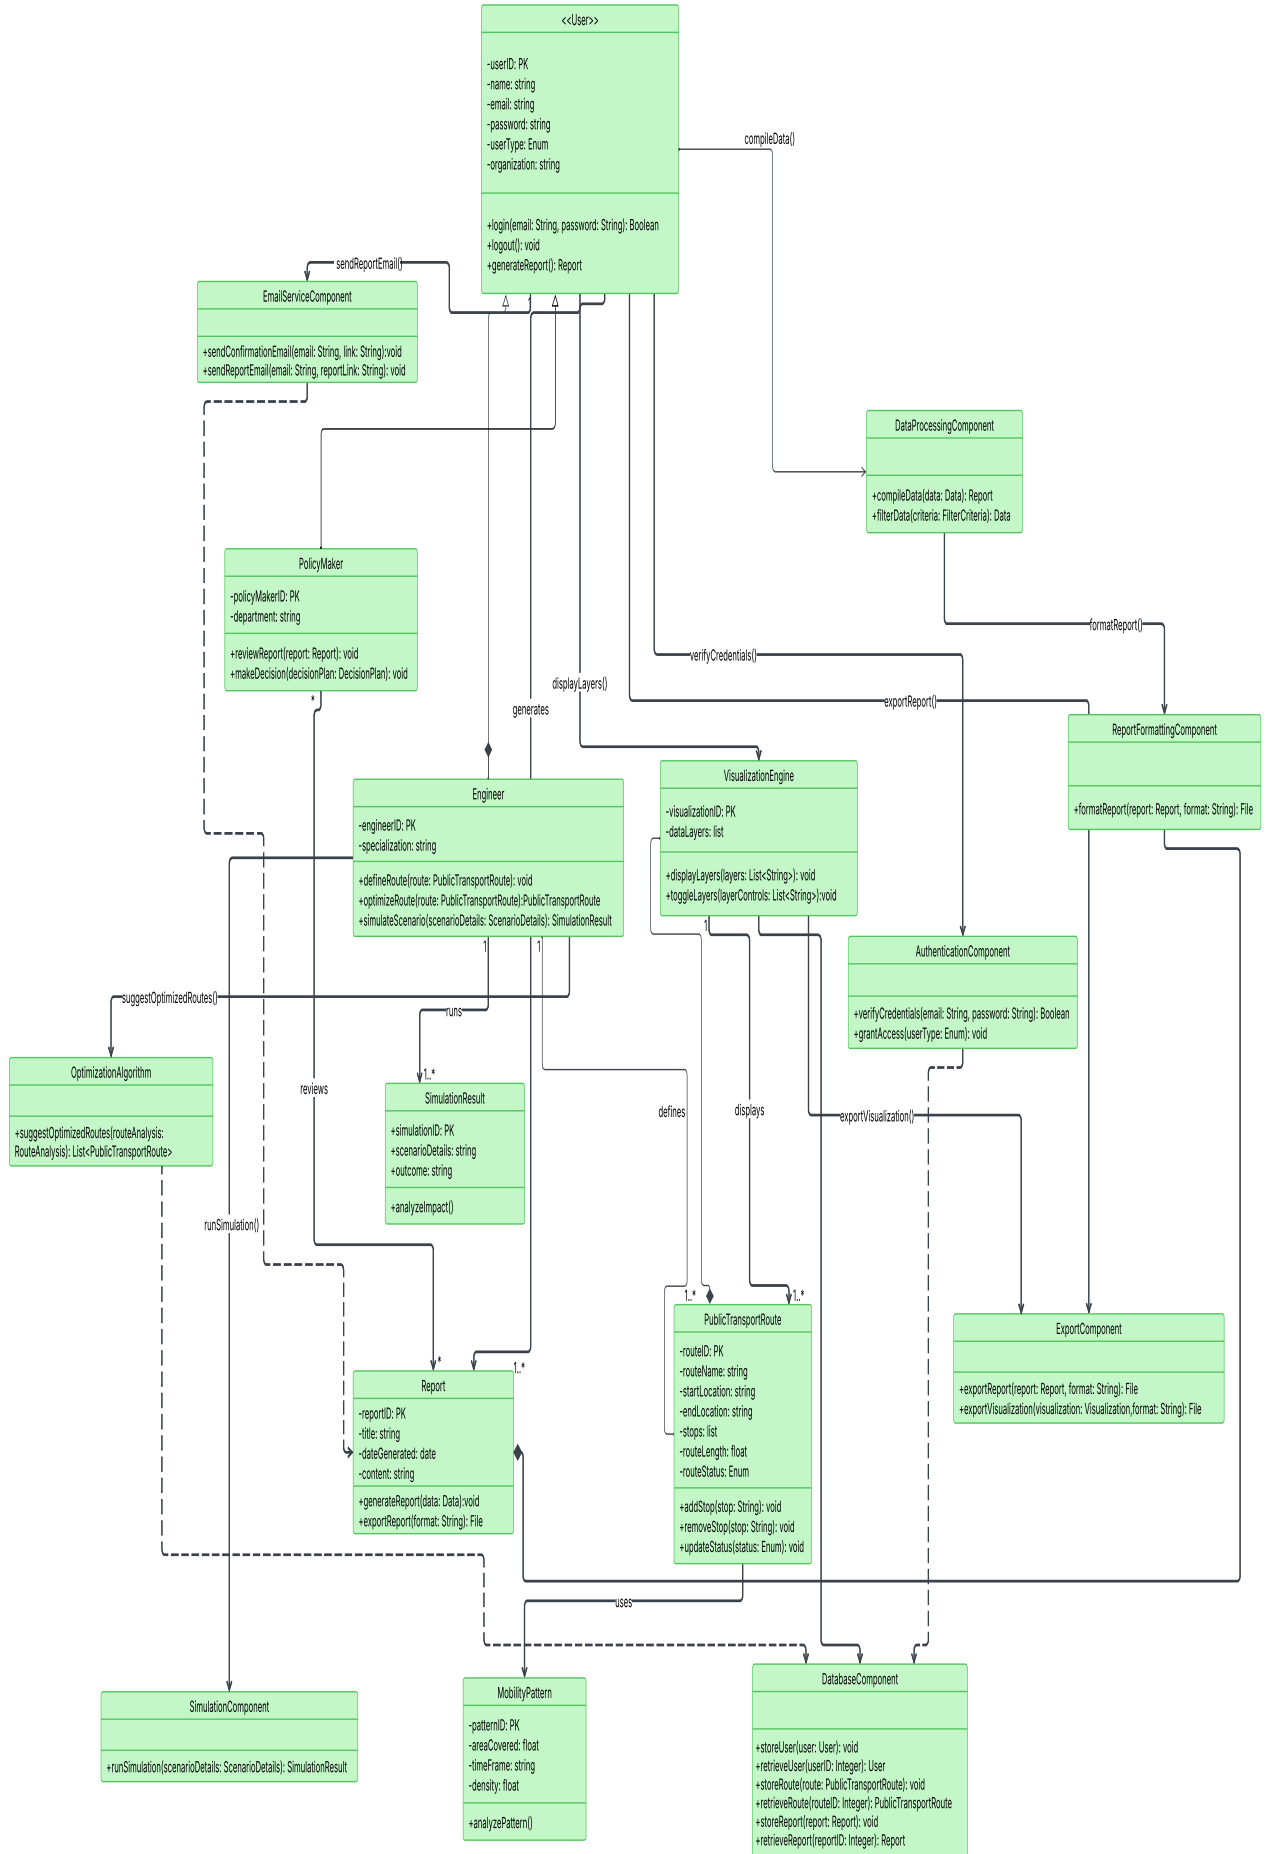 <<User>>
-userID: PK
-name: string
-email: string
-password: string
-userType: Enum
-organization: string
+login(email: String, password: String): Boolean
+logout(): void
+generateReport(): Report
compileData()
sendReportEmail()
1
EmailServiceComponent
+sendConfirmationEmail(email: String, link: String):void
+sendReportEmail(email: String, reportLink: String): void
DataProcessingComponent
+compileData(data: Data): Report
+filterData(criteria: FilterCriteria): Data
PolicyMaker
-policyMakerID: PK
-department: string
+reviewReport(report: Report): void
+makeDecision(decisionPlan: DecisionPlan): void
*
formatReport()
verifyCredentials()
displayLayers()
generates
exportReport()
ReportFormattingComponent
+formatReport(report: Report, format: String): File
Engineer
-engineerID: PK
-specialization: string
+defineRoute(route: PublicTransportRoute): void
+optimizeRoute(route: PublicTransportRoute):PublicTransportRoute
+simulateScenario(scenarioDetails: ScenarioDetails): SimulationResult
1
1
VisualizationEngine
-visualizationID: PK
-dataLayers: list
+displayLayers(layers: List<String>): void
+toggleLayers(layerControls: List<String>):void
1
AuthenticationComponent
+verifyCredentials(email: String, password: String): Boolean
+grantAccess(userType: Enum): void
suggestOptimizedRoutes()
runs
1..*
OptimizationAlgorithm
+suggestOptimizedRoutes(routeAnalysis:
RouteAnalysis): List<PublicTransportRoute>
reviews
SimulationResult
+simulationID: PK
+scenarioDetails: string
+outcome: string
+analyzeImpact()
defines
displays
exportVisualization()
runSimulation()
1..*
1..*
PublicTransportRoute
-routeID: PK
-routeName: string
-startLocation: string
-endLocation: string
-stops: list
-routeLength: float
-routeStatus: Enum
+addStop(stop: String): void
+removeStop(stop: String): void
+updateStatus(status: Enum): void
ExportComponent
+exportReport(report: Report, format: String): File
+exportVisualization(visualization: Visualization,format: String): File
*
1..*
Report
-reportID: PK
-title: string
-dateGenerated: date
-content: string
+generateReport(data: Data):void
+exportReport(format: String): File
uses
SimulationComponent
+runSimulation(scenarioDetails: ScenarioDetails): SimulationResult
MobilityPattern
-patternID: PK
-areaCovered: float
-timeFrame: string
-density: float
+analyzePattern()
DatabaseComponent
+storeUser(user: User): void
+retrieveUser(userID: Integer): User
+storeRoute(route: PublicTransportRoute): void
+retrieveRoute(routeID: Integer): PublicTransportRoute
+storeReport(report: Report): void
+retrieveReport(reportID: Integer): Report